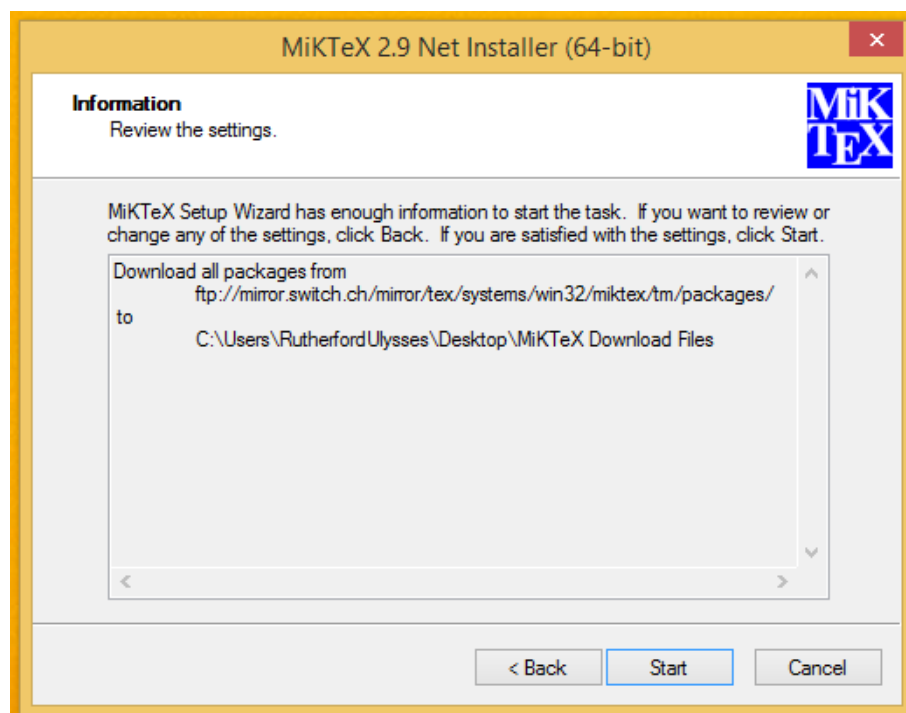 MiKTeX 2.9 Net Installer (64-bit)
Information
Review the settings.
MiK
TEX
MiKTeX Setup Wizard has enough information to start the task. If you want to review or
change any of the settings, click Back. If you are satisfied with the settings, click Start.
Download all packages from
ftp://mirror.switch.ch/mirror/tex/systems/win32/miktex/tm/packages/
to
C:\Users\RutherfordUlysses\Desktop\MiKTeX Download Files
< Back
Start
Cancel